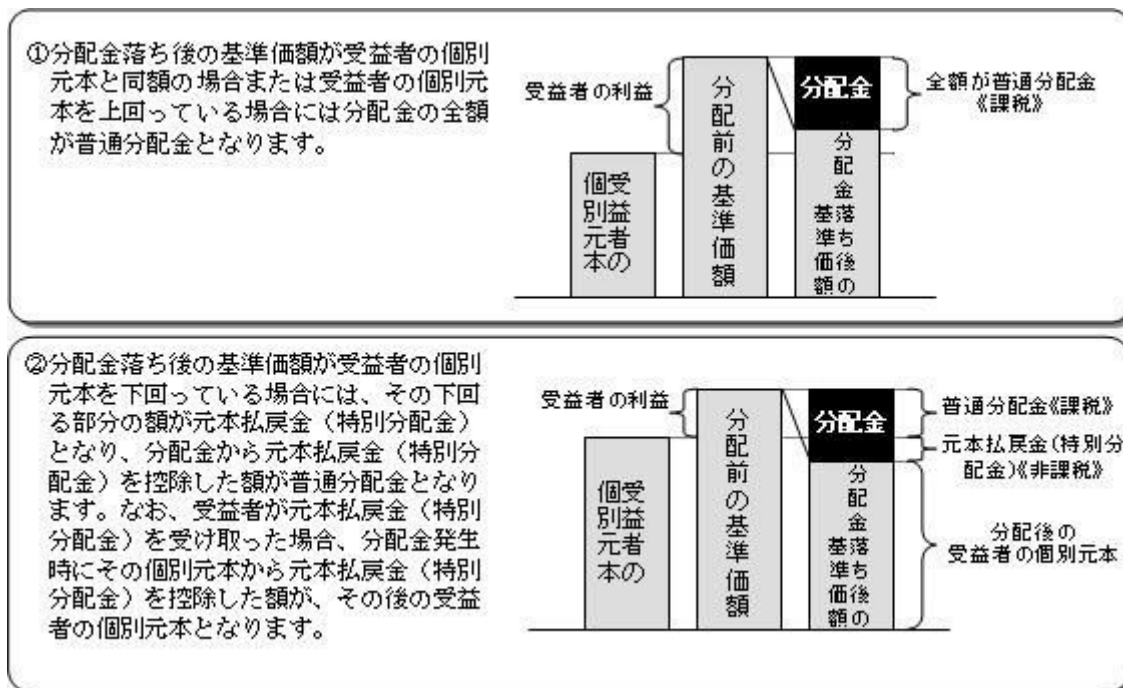 ①分配金落ち後の基準価額が受益者の個別
元本と同額の場合または受益者の個別元
本を上回っている場合には分配金の全額
が普通分配金となります。
受益者の利益
受益者の
個別元本
分配前の基準価額
分配金
分配金落ち後の
基準価額
全額が普通分配金
《課税》
②分配金落ち後の基準価額が受益者の個別
元本を下回っている場合には、その下回
る部分の額が元本払戻金（特別分配金）
となり、分配金から元本払戻金（特別分
配金）を控除した額が普通分配金となり
ます。なお、受益者が元本払戻金（特別
分配金）を受け取った場合、分配金発生
時にその個別元本から元本払戻金（特別
分配金）を控除した額が、その後の受益
者の個別元本となります。
受益者の利益
受益者の
個別元本
分配前の基準価額
分配金
分配金落ち後の
基準価額
普通分配金《課税》
元本払戻金(特別分
配金)《非課税》
分配後の
受益者の個別元本